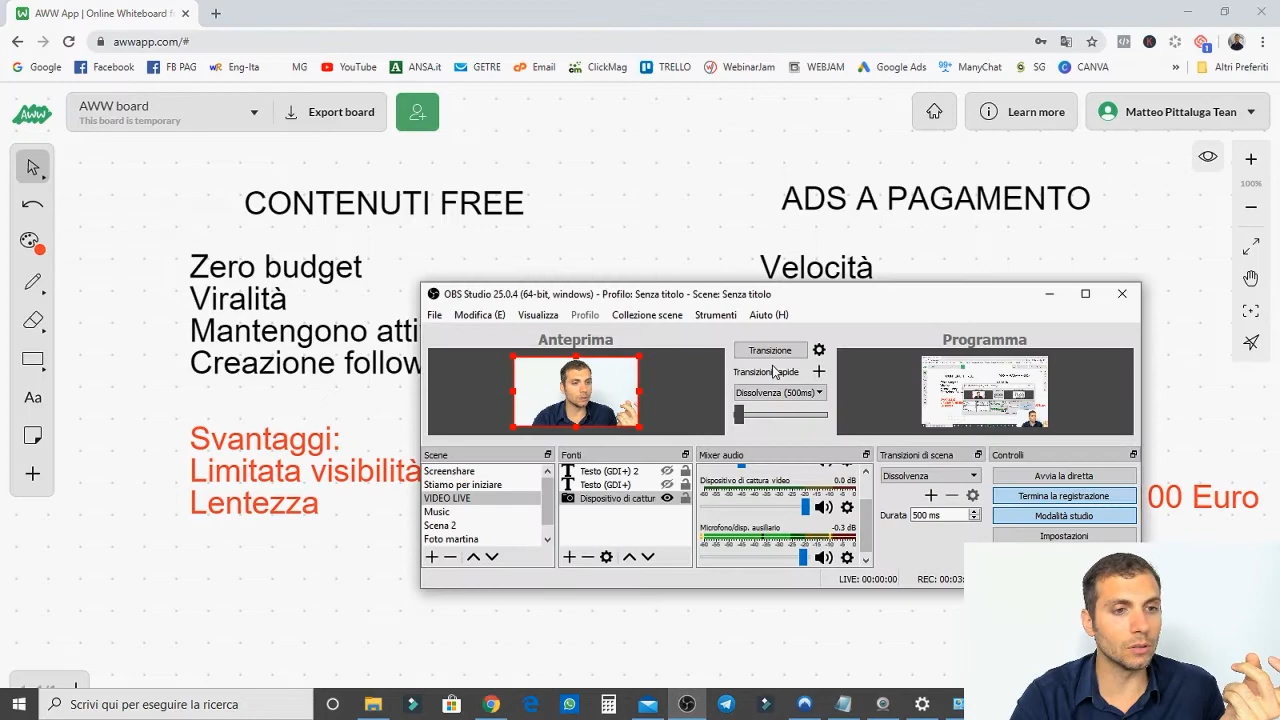 AWW App | Online Whiteboard f
awwapp.com/#
Google
Facebook
FB PAG
Eng-Ita
MG
YouTube
ANSA.it
GETRE
Email
ClickMag
TRELLO
WebinarJam
WEBJAM
Google Ads
ManyChat
SG
CANVA
»
Altri Preferiti
AWW board
This board is temporary
Export board
Learn more
Matteo Pittaluga Tean
100%
Aa
CONTENUTI FREE
Zero budget
Viralità
Mantengono atti
Creazione follow
Svantaggi:
Limitata visibilità
Lentezza
ADS A PAGAMENTO
Velocità
00 Euro
OBS Studio 25.0.4 (64-bit, windows) - Profilo: Senza titolo - Scene: Senza titolo
File
Modifica (E)
Visualizza
Profilo
Collezione scene
Strumenti
Aiuto (H)
Anteprima
Transizione
Transizioni rapide
Dissolvenza (500ms)
Programma
Scene
Screenshare
Stiamo per iniziare
VIDEO LIVE
Music
Scena 2
Foto martina
Fonti
Testo (GDI+) 2
Testo (GDI+)
Dispositivo di cattur
Mixer audio
Dispositivo di cattura video
0.0 dB
Microfono/disp. ausiliario
-0.3 dB
Transizioni di scena
Dissolvenza
Durata
500 ms
Controlli
Avvia la diretta
Termina la registrazione
Modalità studio
Impostazioni
LIVE: 00:00:00
REC: 00:03:
Scrivi qui per eseguire la ricerca